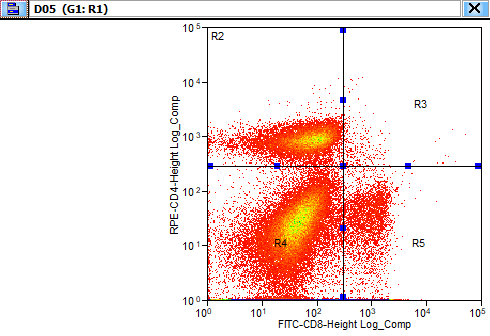 D05 (G1: R1)
R2
R3
R4
R5
10^5
10^4
10^3
10^2
10^1
10^0
RPE-CD4-Height Log_Comp
10^0 10^1 10^2 10^3 10^4 10^5
FITC-CD8-Height Log_Comp